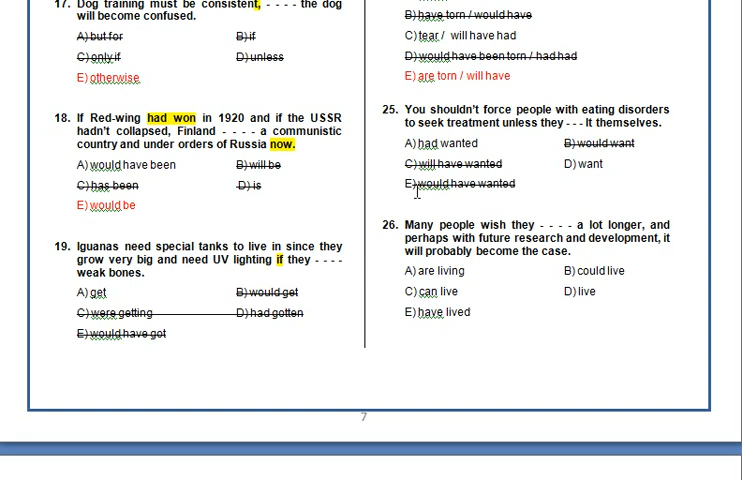 17. Dog training must be consistent, - - - - the dog
will become confused.
A) but for B) if
C) only if D) unless
E) otherwise
18. If Red-wing had won in 1920 and if the USSR
hadn't collapsed, Finland - - - - a communistic
country and under orders of Russia now.
A) would have been B) will be
C) has been D) is
E) would be
19. Iguanas need special tanks to live in since they
grow very big and need UV lighting if they - - - -
weak bones.
A) get B) would get
C) were getting D) had gotten
E) would have got
B) have torn / would have
C) tear / will have had
D) would have been torn / had had
E) are torn / will have
25. You shouldn't force people with eating disorders
to seek treatment unless they - - - It themselves.
A) had wanted B) would want
C) will have wanted D) want
E) would have wanted
26. Many people wish they - - - - a lot longer, and
perhaps with future research and development, it
will probably become the case.
A) are living B) could live
C) can live D) live
E) have lived
7